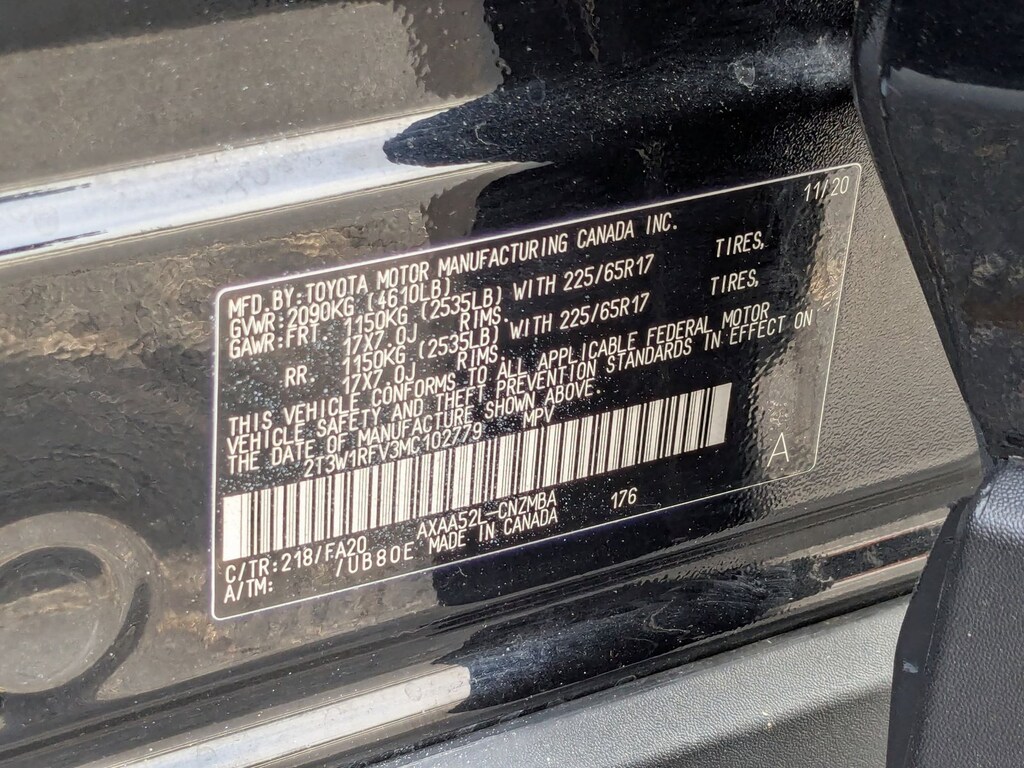 11/20
MFD. BY: TOYOTA MOTOR MANUFACTURING CANADA INC.
GVWR: 2090KG (4610LB)
GAWR: FRT. 1150KG (2535LB) WITH 225/65R17 TIRES,
17X7.0J RIMS.
RR. 1150KG (2535LB) WITH 225/65R17 TIRES,
17X7.0J RIMS.
THIS VEHICLE CONFORMS TO ALL APPLICABLE FEDERAL MOTOR
VEHICLE SAFETY AND THEFT PREVENTION STANDARDS IN EFFECT ON
THE DATE OF MANUFACTURE SHOWN ABOVE.
2T3W1RFV3MC102779 MPV
A
C/TR: 218/FA20 AXAA52L-CNZMBA 176
A/TM: /UB80E MADE IN CANADA